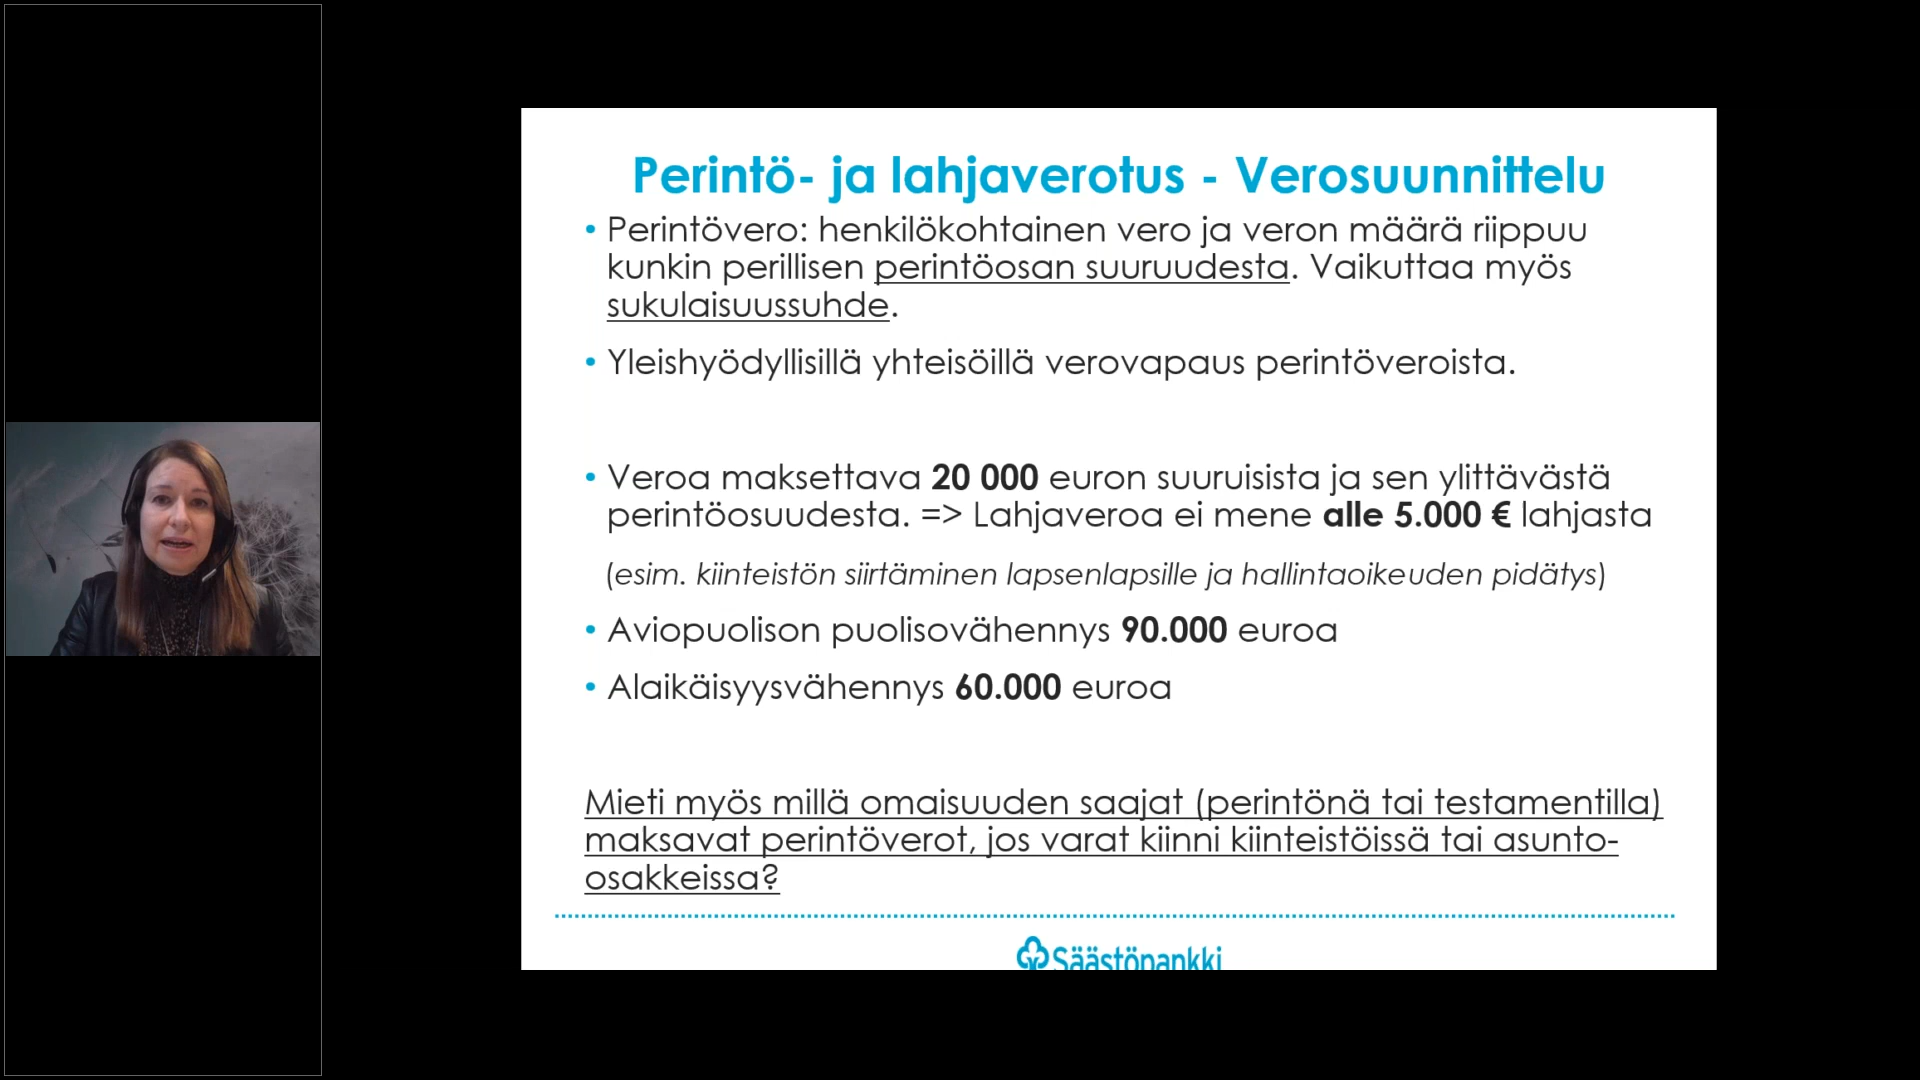 Perintö- ja lahjaverotus - Verosuunnittelu
• Perintövero: henkilökohtainen vero ja veron määrä riippuu
kunkin perillisen perintöosan suuruudesta. Vaikuttaa myös
sukulaisuussuhde.
• Yleishyödyllisillä yhteisöillä verovapaus perintöveroista.
• Veroa maksettava 20 000 euron suuruisista ja sen ylittävästä
perintöosuudesta. => Lahjaveroa ei mene alle 5.000 € lahjasta
(esim. kiinteistön siirtäminen lapsenlapsille ja hallintaoikeuden pidätys)
• Aviopuolison puolisovähennys 90.000 euroa
• Alaikäisyysvähennys 60.000 euroa
Mieti myös millä omaisuuden saajat (perintönä tai testamentilla)
maksavat perintöverot, jos varat kiinni kiinteistöissä tai asunto-
osakkeissa?
Säästöpankki